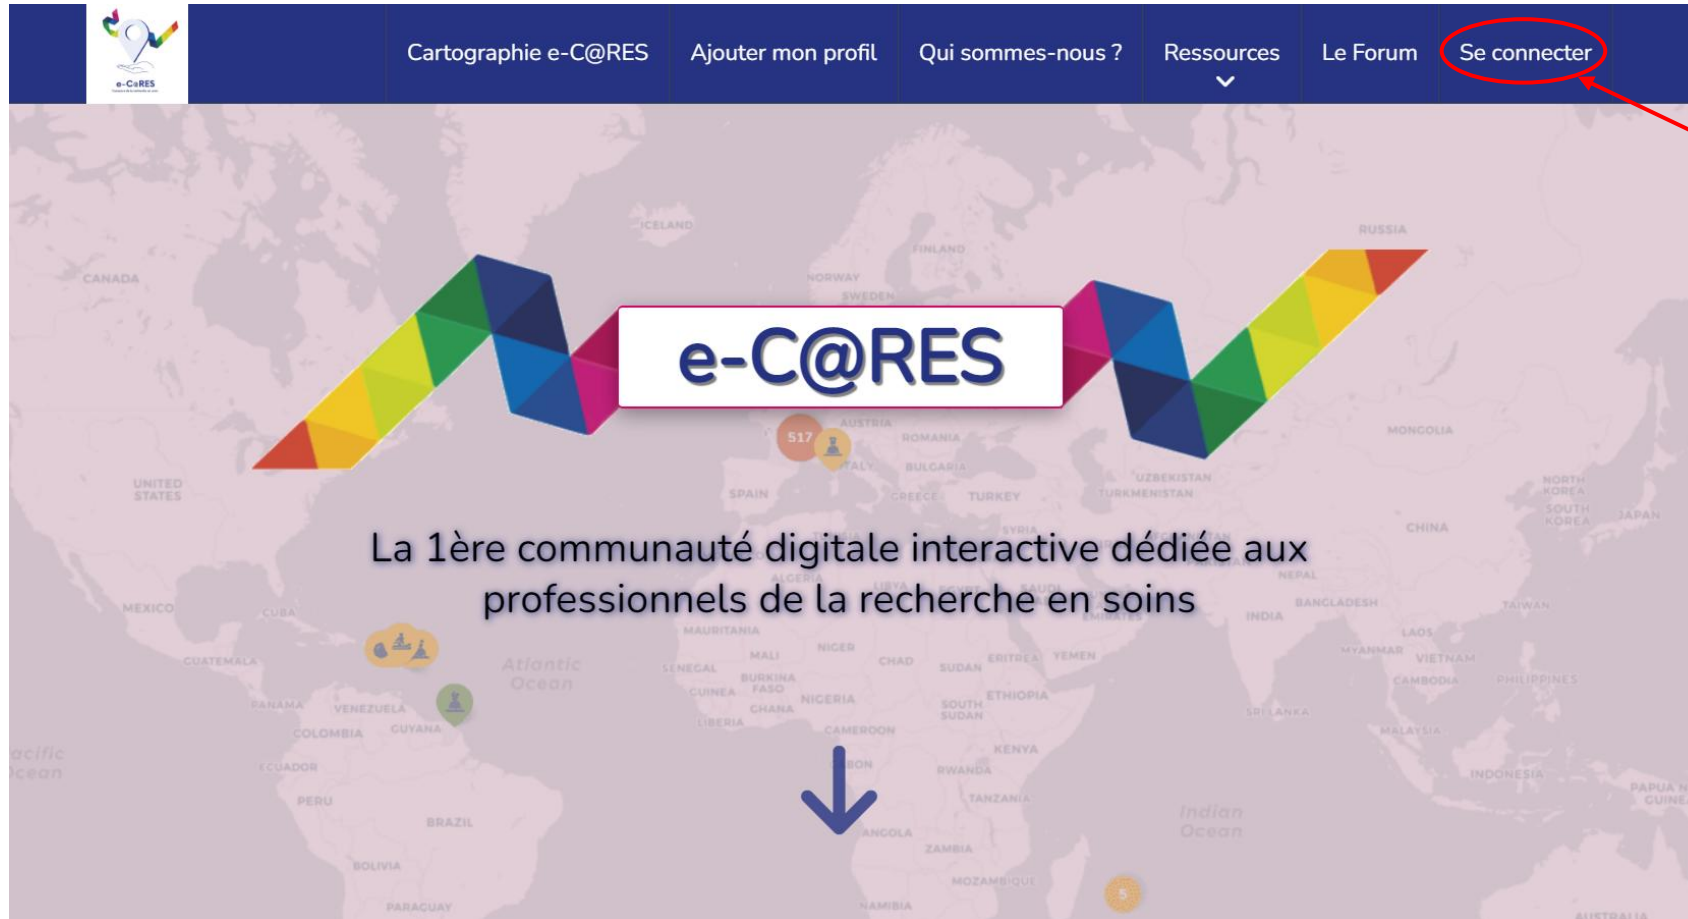 e-C@RES
Cartographie e-C@RES
Ajouter mon profil
Qui sommes-nous ?
Ressources
Le Forum
Se connecter
ICELAND
RUSSIA
FINLAND
CANADA
NORWAY
SWEDEN
e-C@RES
AUSTRIA
517
ROMANIA
MONGOLIA
ITALY
BULGARIA
UNITED
STATES
SPAIN
GREECE
TURKEY
UZBEKISTAN
TURKMENISTAN
NORTH
KOREA
SOUTH
KOREA
JAPAN
SYRIA
CHINA
La 1ère communauté digitale interactive dédiée aux
professionnels de la recherche en soins
ALGERIA
NEPAL
MEXICO
CUBA
EMIRATES
INDIA
BANGLADESH
TAIWAN
MAURITANIA
MALI
NIGER
CHAD
SUDAN
ERITREA
YEMEN
LAOS
MYANMAR
VIETNAM
GUATEMALA
Atlantic
Ocean
SENEGAL
BURKINA
FASO
GUINEA
GHANA
NIGERIA
SOUTH
SUDAN
ETHIOPIA
CAMBODIA
PHILIPPINES
PANAMA
VENEZUELA
GUYANA
COLOMBIA
LIBERIA
CAMEROON
SRI LANKA
MALAYSIA
KENYA
ECUADOR
RWANDA
INDONESIA
PERU
TANZANIA
BRAZIL
ANGOLA
Indian
Ocean
ZAMBIA
BOLIVIA
MOZAMBIQUE
5
PARAGUAY
NAMIBIA
AUSTRALIA